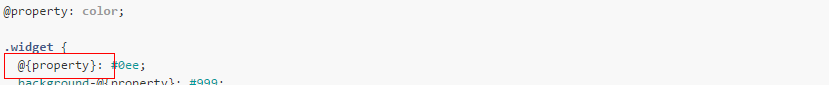 @property: color;
.widget {
@{property}: #0ee;
background-@{property}: #999;